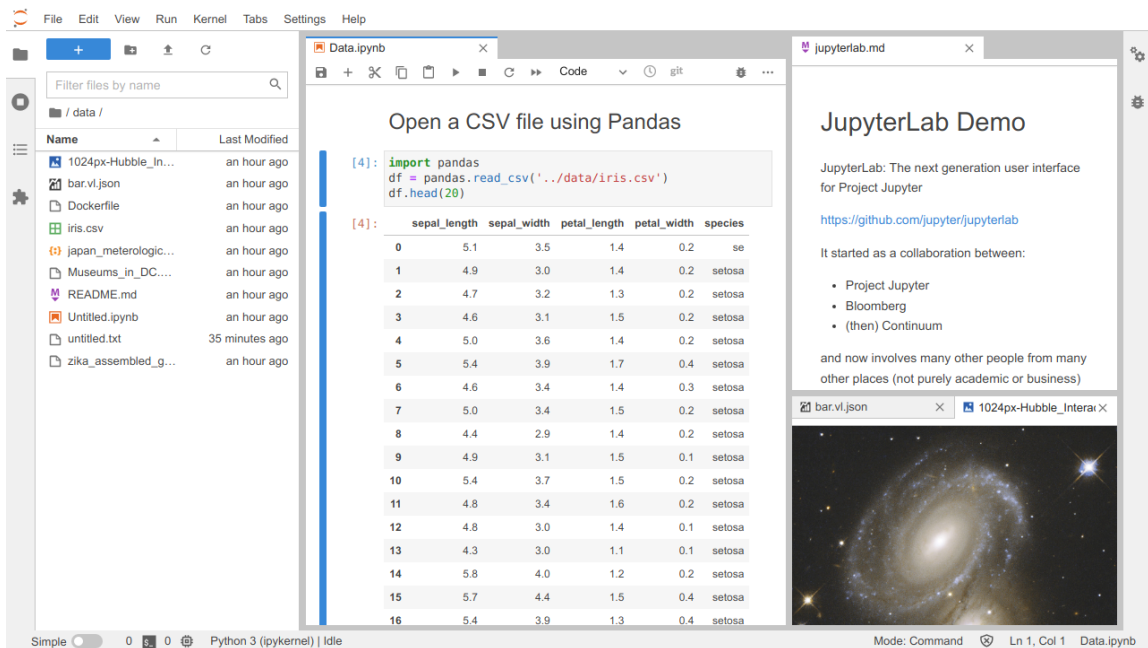 File Edit View Run Kernel Tabs Settings Help
+
Filter files by name
/ data /
Name Last Modified
1024px-Hubble_In... an hour ago
bar.vl.json an hour ago
Dockerfile an hour ago
iris.csv an hour ago
japan_meterologic... an hour ago
Museums_in_DC.... an hour ago
README.md an hour ago
Untitled.ipynb an hour ago
untitled.txt 35 minutes ago
zika_assembled_g... an hour ago
Data.ipynb
Code git
Open a CSV file using Pandas
[4]: import pandas
df = pandas.read_csv('../data/iris.csv')
df.head(20)
[4]: sepal_length sepal_width petal_length petal_width species
0 5.1 3.5 1.4 0.2 se
1 4.9 3.0 1.4 0.2 setosa
2 4.7 3.2 1.3 0.2 setosa
3 4.6 3.1 1.5 0.2 setosa
4 5.0 3.6 1.4 0.2 setosa
5 5.4 3.9 1.7 0.4 setosa
6 4.6 3.4 1.4 0.3 setosa
7 5.0 3.4 1.5 0.2 setosa
8 4.4 2.9 1.4 0.2 setosa
9 4.9 3.1 1.5 0.1 setosa
10 5.4 3.7 1.5 0.2 setosa
11 4.8 3.4 1.6 0.2 setosa
12 4.8 3.0 1.4 0.1 setosa
13 4.3 3.0 1.1 0.1 setosa
14 5.8 4.0 1.2 0.2 setosa
15 5.7 4.4 1.5 0.4 setosa
16 5.4 3.9 1.3 0.4 setosa
jupyterlab.md
JupyterLab Demo
JupyterLab: The next generation user interface
for Project Jupyter
https://github.com/jupyter/jupyterlab
It started as a collaboration between:
• Project Jupyter
• Bloomberg
• (then) Continuum
and now involves many other people from many
other places (not purely academic or business)
bar.vl.json
1024px-Hubble_Interac
Simple 0 0 Python 3 (ipykernel) | Idle Mode: Command Ln 1, Col 1 Data.ipynb